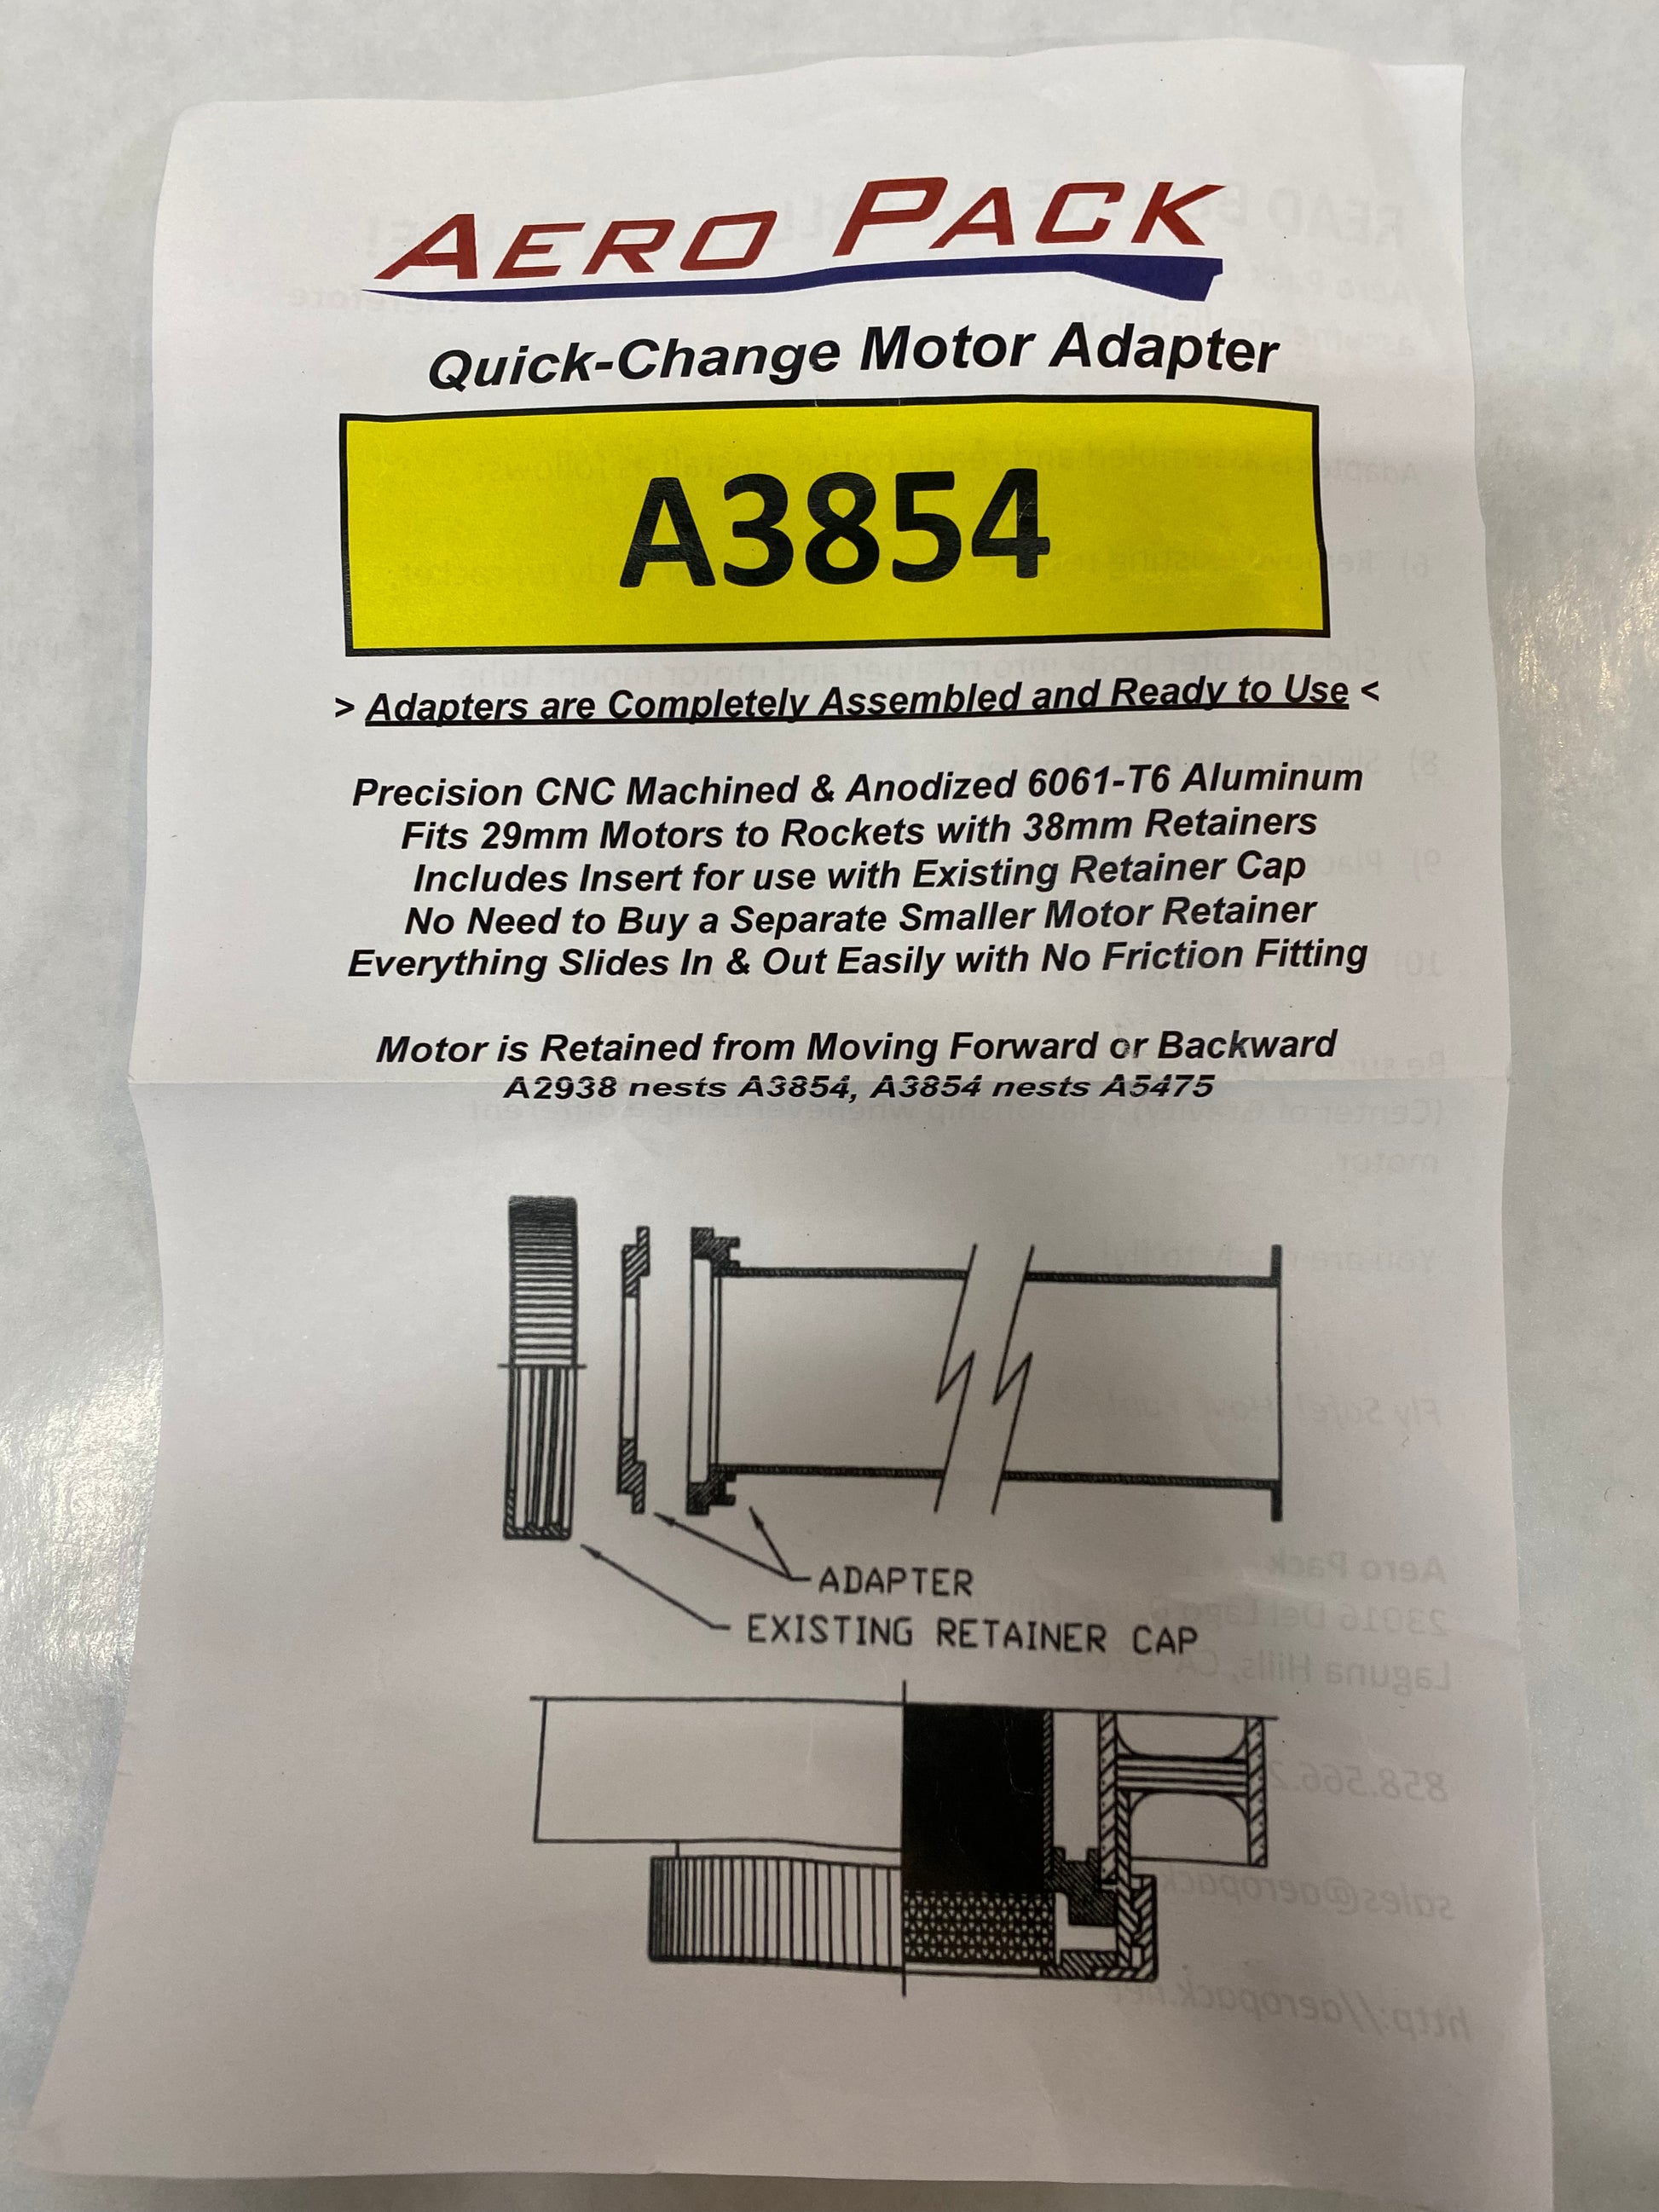 AERO PACK
Quick-Change Motor Adapter
A3854
> Adapters are Completely Assembled and Ready to Use <
Precision CNC Machined & Anodized 6061-T6 Aluminum
Fits 29mm Motors to Rockets with 38mm Retainers
Includes Insert for use with Existing Retainer Cap
No Need to Buy a Separate Smaller Motor Retainer
Everything Slides In & Out Easily with No Friction Fitting
Motor is Retained from Moving Forward or Backward
A2938 nests A3854, A3854 nests A5475
ADAPTER
EXISTING RETAINER CAP